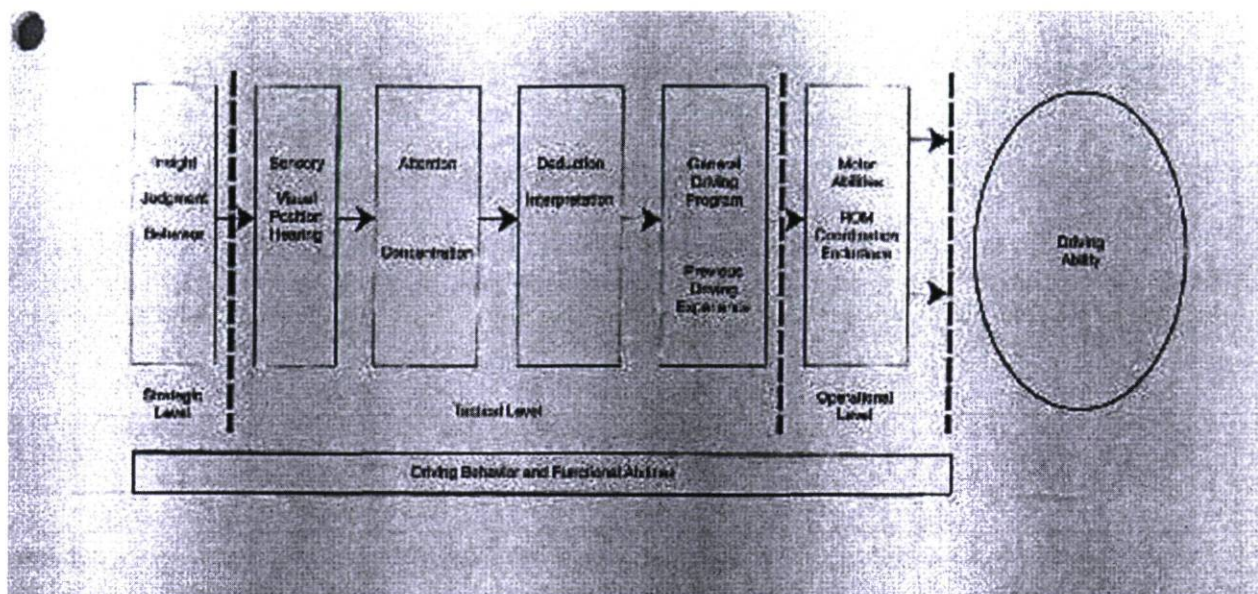 Insight
Judgment
Behavior
Sensory
Visual
Position
Hearing
Attention
Concentration
Deduction
Interpretation
General
Driving
Program
Previous
Driving
Experience
Motor
Abilities
ROM
Coordination
Endurance
Driving
Ability
Strategic
Level
Tactical Level
Operational
Level
Driving Behavior and Functional Abilities